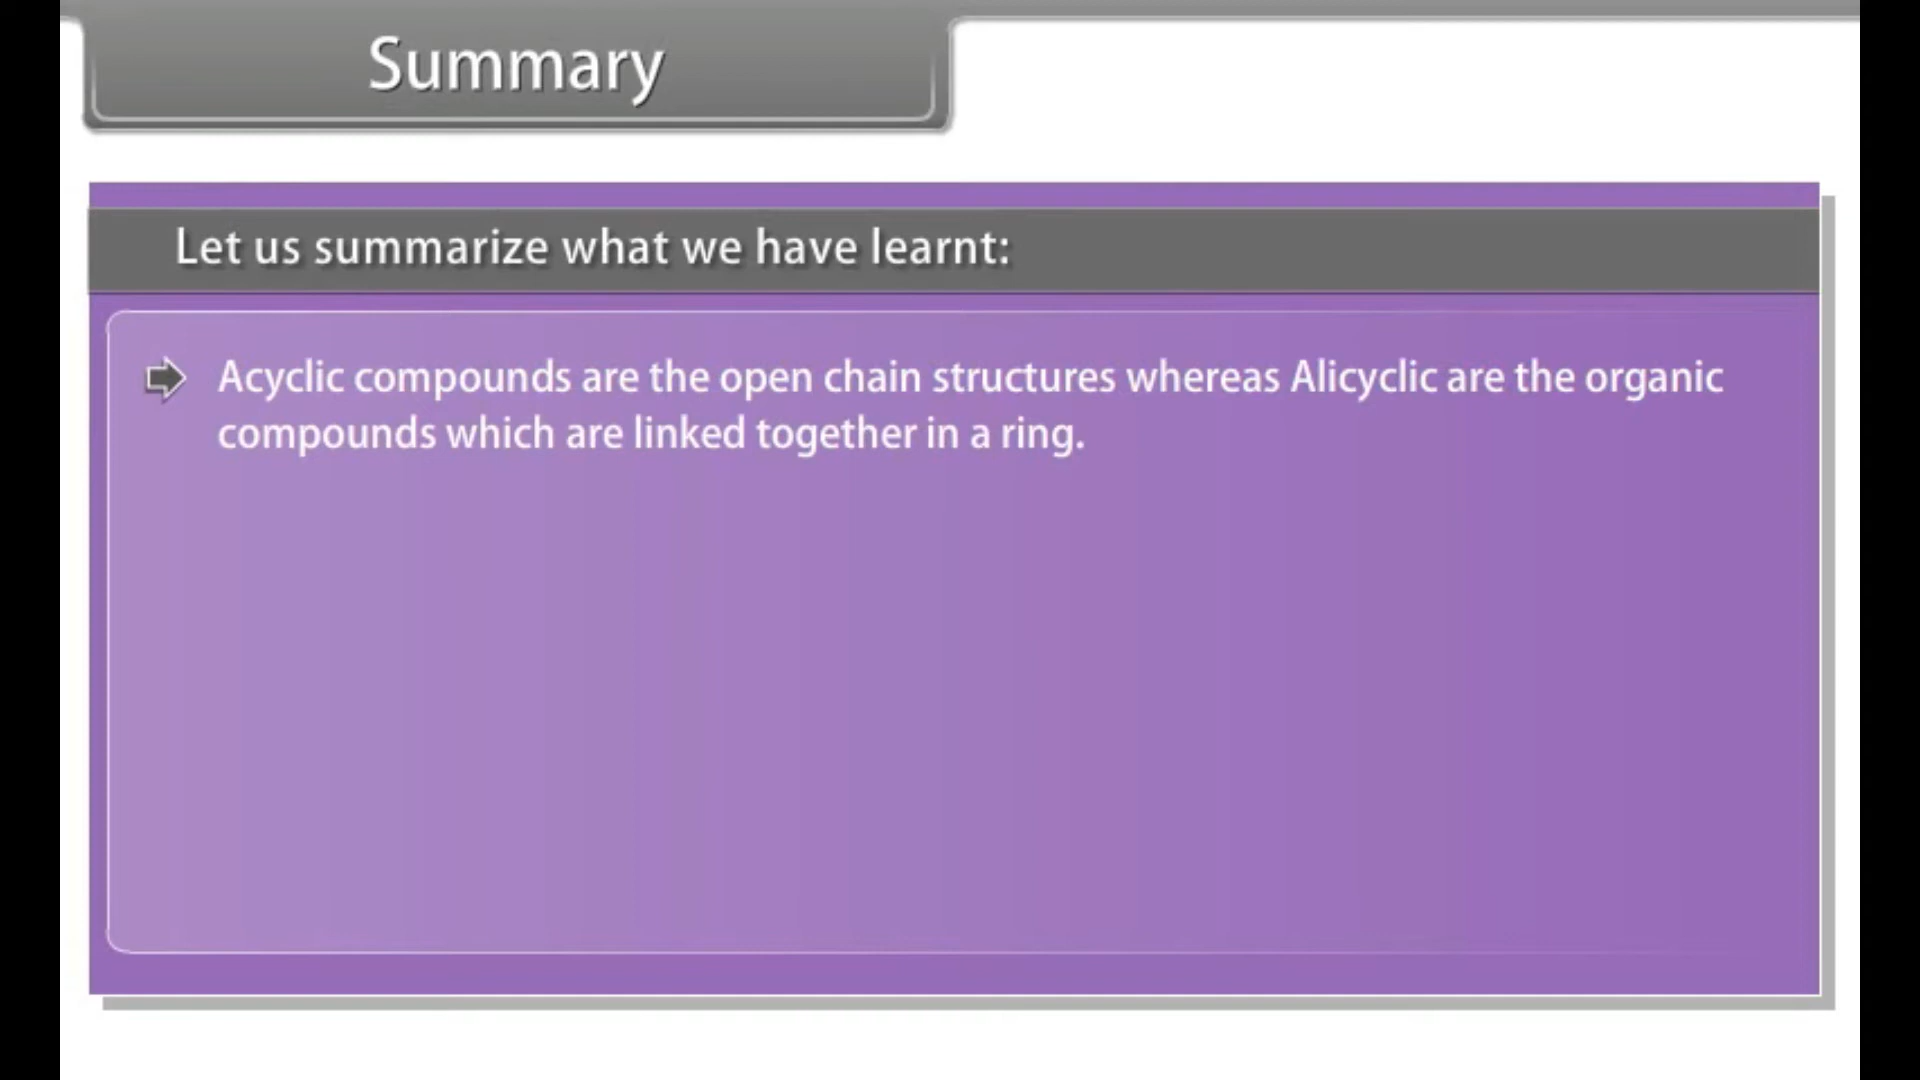 Summary
Let us summarize what we have learnt:
Acyclic compounds are the open chain structures whereas Alicyclic are the organic
compounds which are linked together in a ring.